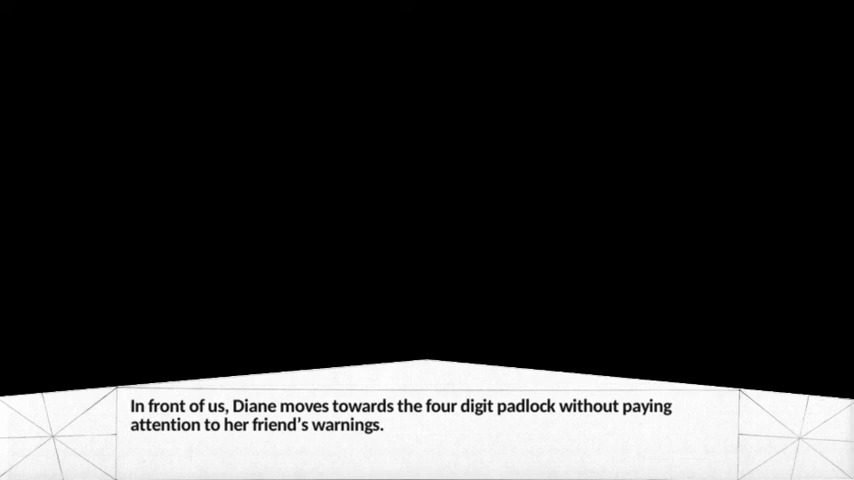 In front of us, Diane moves towards the four digit padlock without paying
attention to her friend’s warnings.